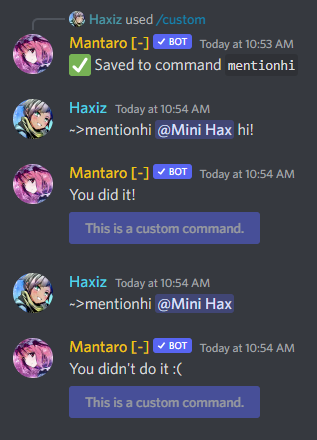 Haxiz used /custom
Mantaro [-] ✓ BOT Today at 10:53 AM
✅ Saved to command mentionhi
Haxiz Today at 10:54 AM
~>mentionhi @Mini Hax hi!
Mantaro [-] ✓ BOT Today at 10:54 AM
You did it!
This is a custom command.
Haxiz Today at 10:54 AM
~>mentionhi @Mini Hax
Mantaro [-] ✓ BOT Today at 10:54 AM
You didn't do it :(
This is a custom command.